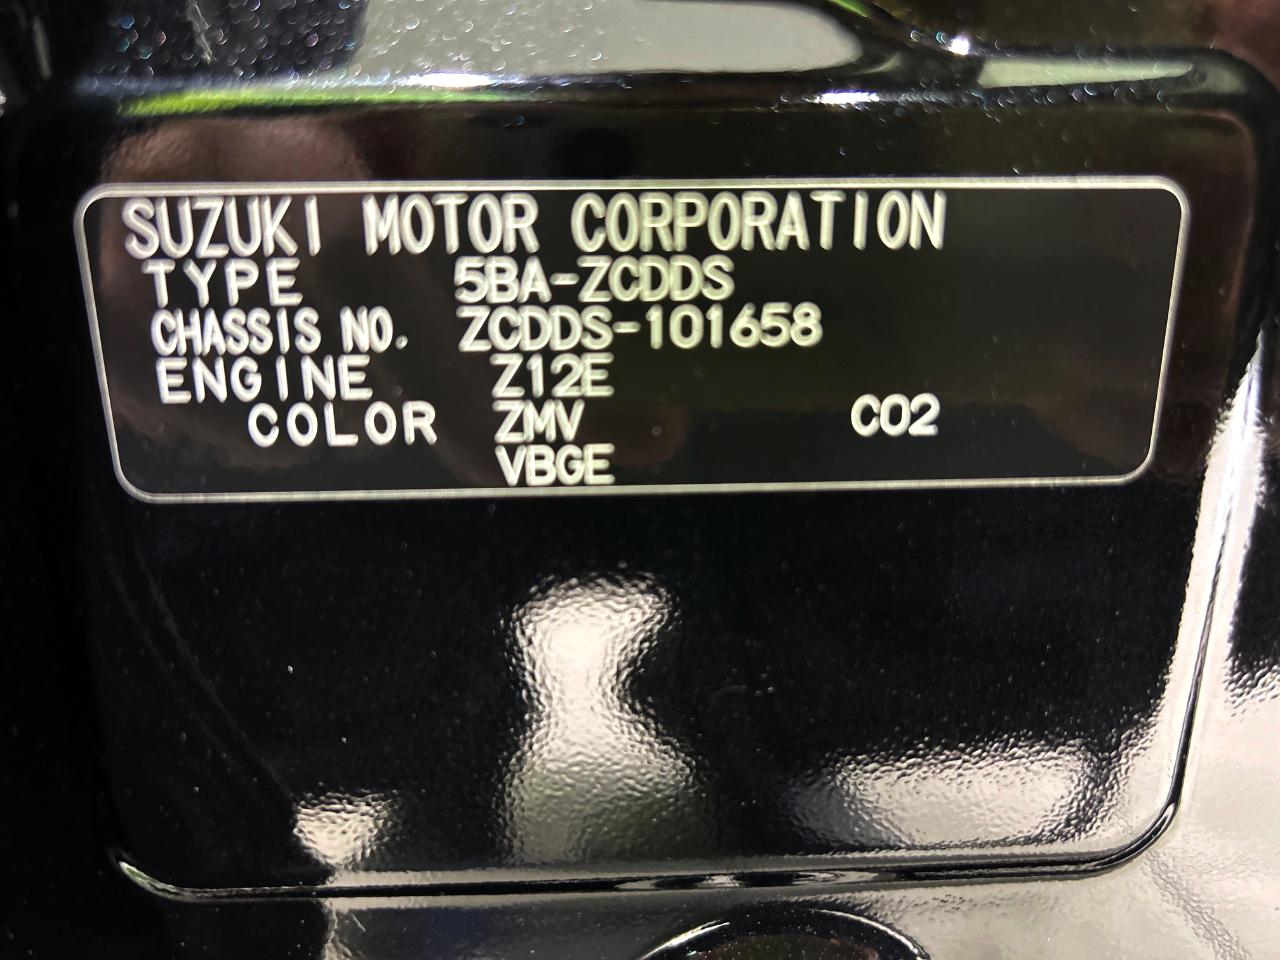 SUZUKI MOTOR CORPORATION
TYPE 5BA-ZCDDS
CHASSIS NO. ZCDDS-101658
ENGINE Z12E
COLOR ZMV C02
VBGE